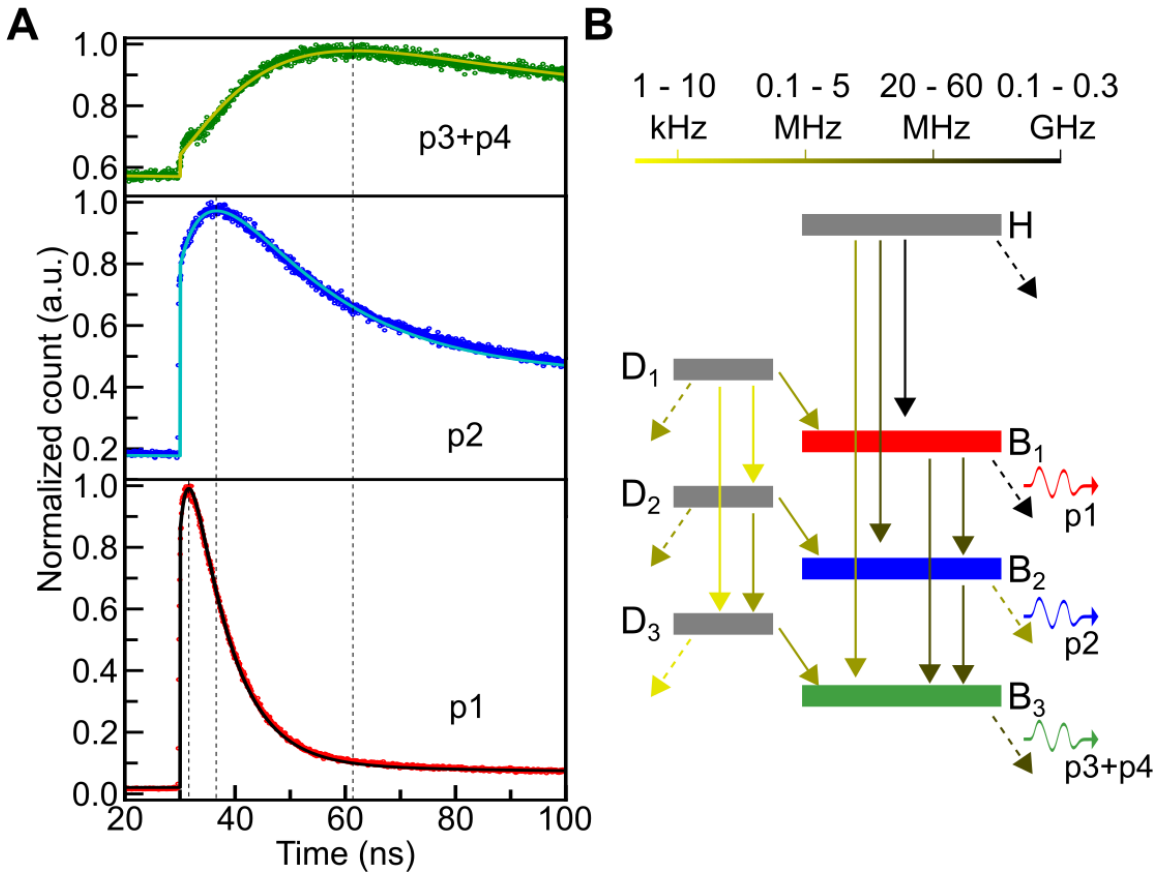 A
Normalized count (a.u.)
1.0
0.8
0.6
p3+p4
1.0
0.8
0.6
0.4
0.2
p2
1.0
0.8
0.6
0.4
0.2
0.0
p1
20 40 60 80 100
Time (ns)
B
1 - 10 0.1 - 5 20 - 60 0.1 - 0.3
kHz MHz MHz GHz
H
D₁
B₁
p1
D₂
B₂
p2
D₃
B₃
p3+p4